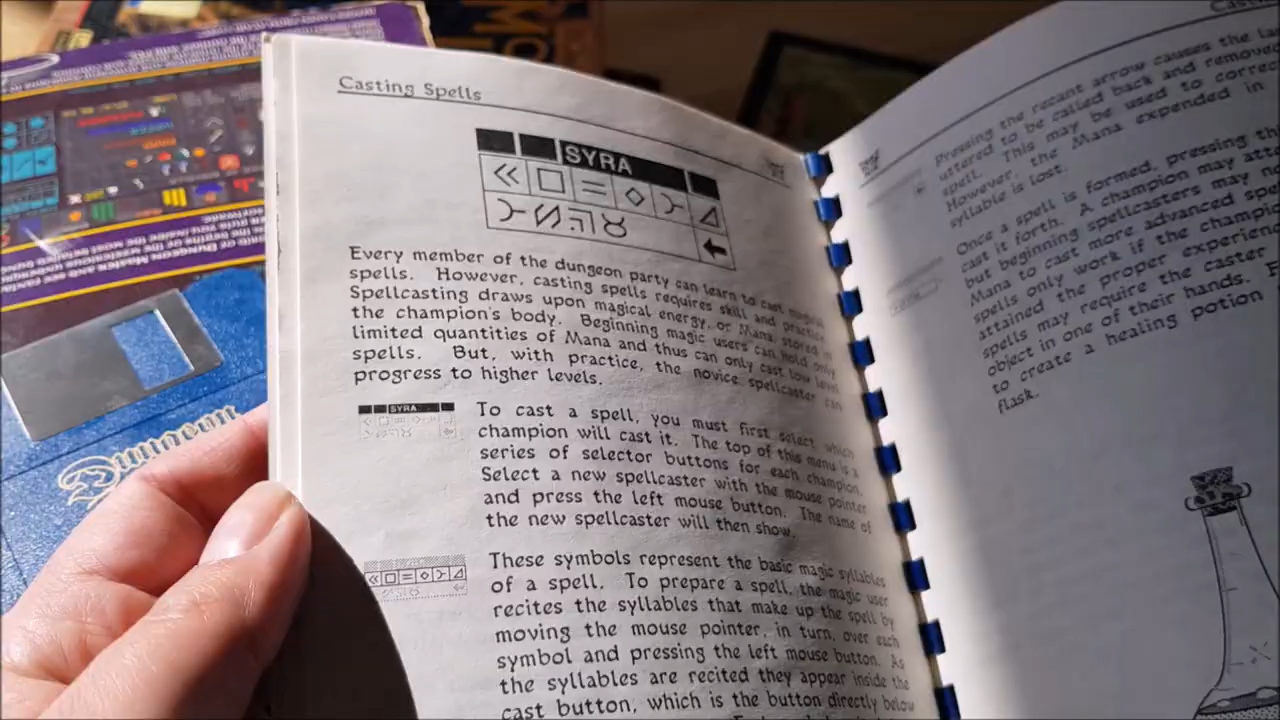 Casting Spells
SYRA
Every member of the dungeon party can learn to cast magical
spells. However, casting spells requires skill and practice.
Spellcasting draws upon magical energy, or Mana, stored in
the champion's body. Beginning magic users can hold only
limited quantities of Mana and thus can only cast low level
spells. But, with practice, the novice spellcaster can
progress to higher levels.
SYRA
To cast a spell, you must first select which
champion will cast it. The top of this menu is a
series of selector buttons for each champion.
Select a new spellcaster with the mouse pointer
and press the left mouse button. The name of
the new spellcaster will then show.
These symbols represent the basic magic syllables
of a spell. To prepare a spell, the magic user
recites the syllables that make up the spell by
moving the mouse pointer, in turn, over each
symbol and pressing the left mouse button. As
the syllables are recited they appear inside the
cast button, which is the button directly below
Pressing the recant arrow causes the
uttered to be called back and removed
spell. This may be used to correct
However, the Mana expended in
syllable is lost.
Once a spell is formed, pressing
cast it forth. A champion may
but beginning spellcasters may
Mana to cast more advanced
spells only work if the
attained the proper
spells may require the caster
object in one of their hands.
to create a healing potion
flask.
Dungeon